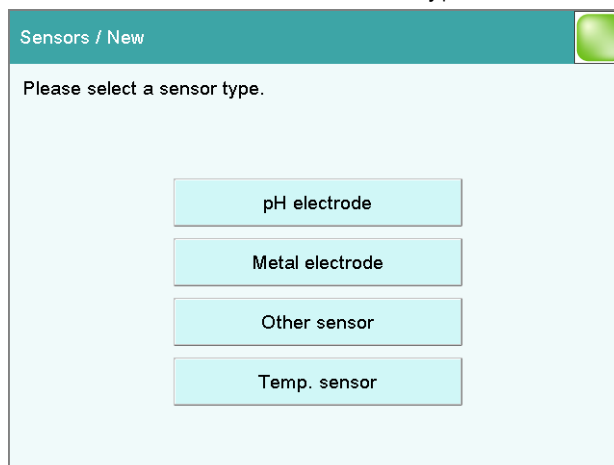 Sensors / New
Please select a sensor type.
pH electrode
Metal electrode
Other sensor
Temp. sensor